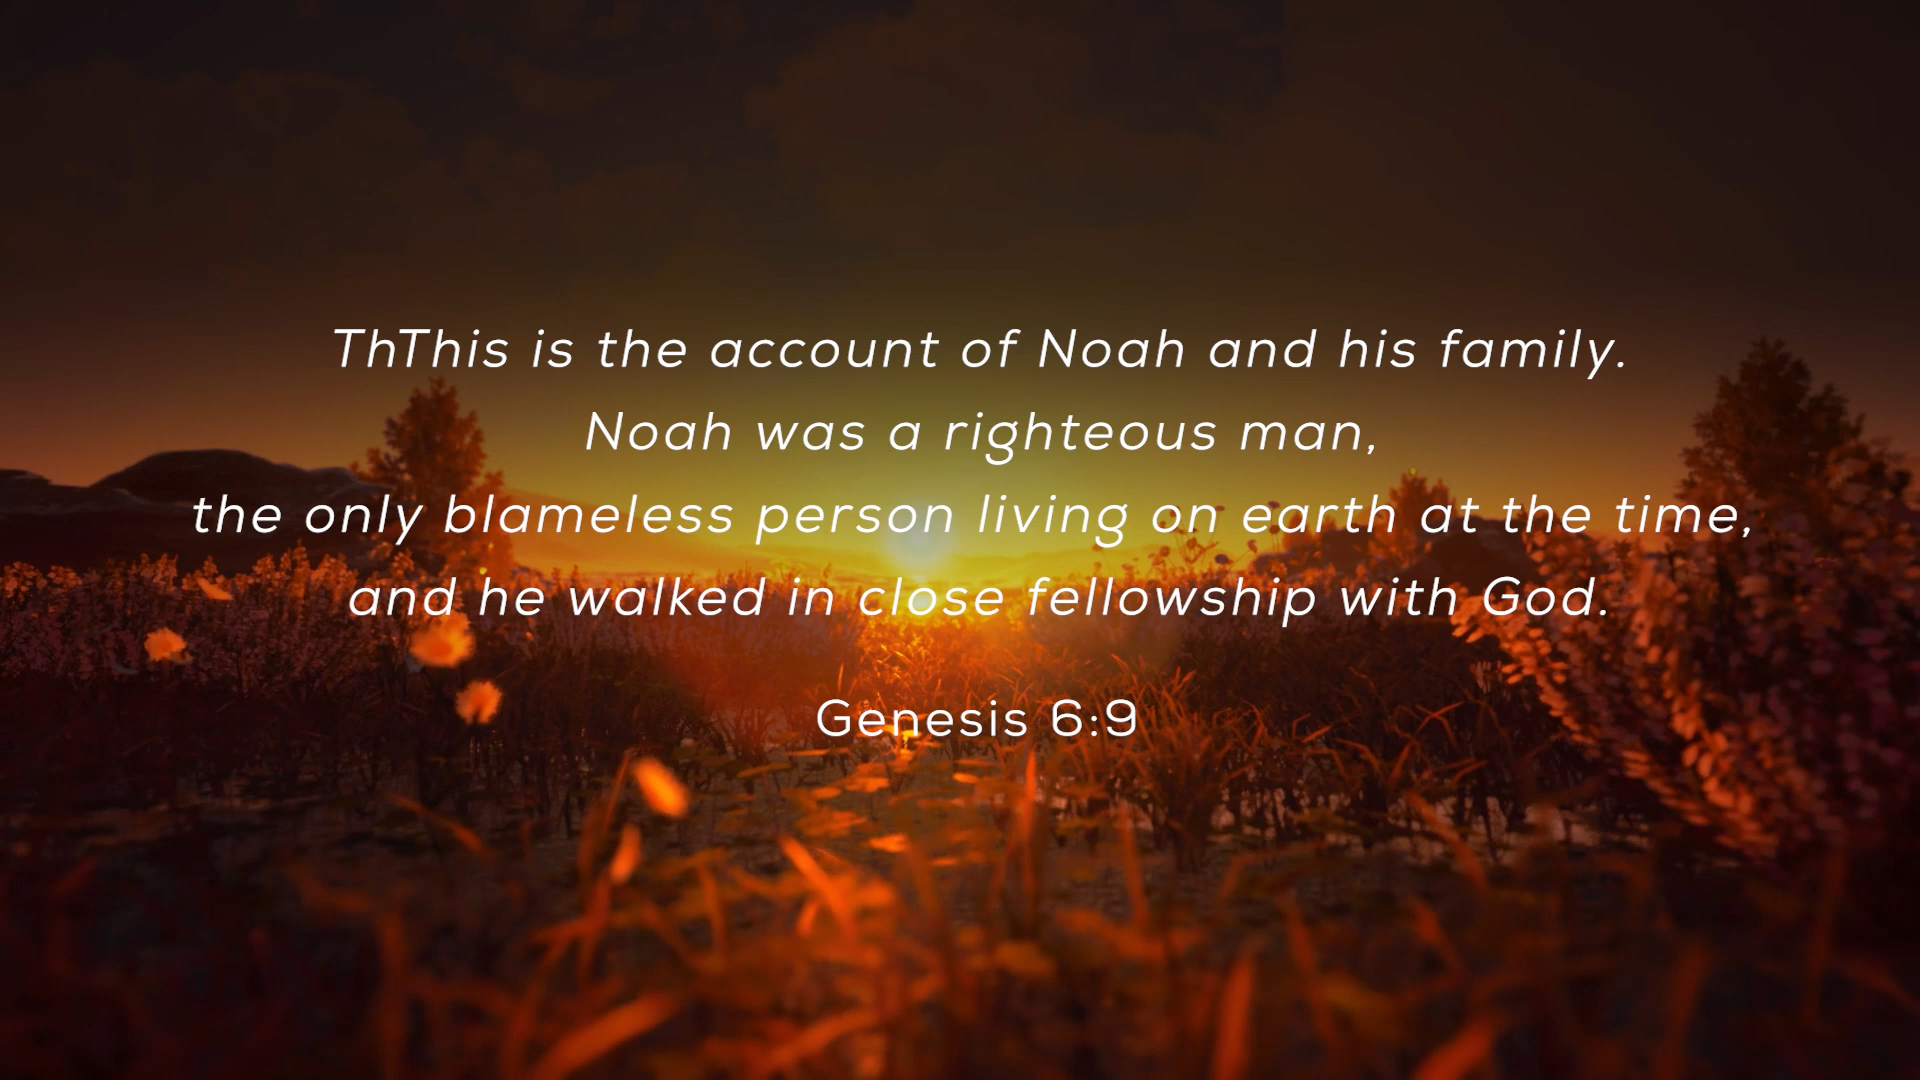 ThThis is the account of Noah and his family.
Noah was a righteous man,
the only blameless person living on earth at the time,
and he walked in close fellowship with God.
Genesis 6:9